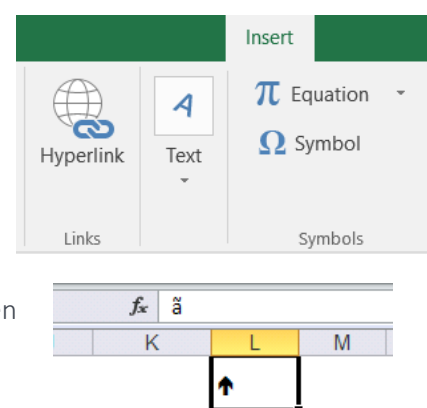 Insert
π Equation
Hyperlink
A
Text
Ω Symbol
Links
Symbols
fx ã
K L M
🡹